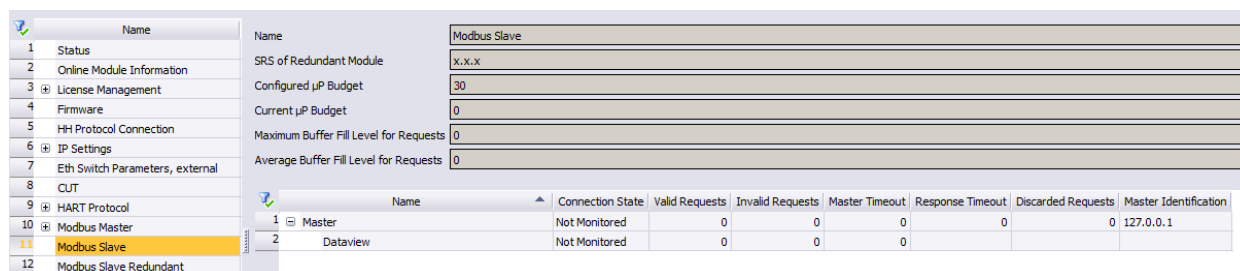 Name
1 Status
2 Online Module Information
3 License Management
4 Firmware
5 HH Protocol Connection
6 IP Settings
7 Eth Switch Parameters, external
8 CUT
9 HART Protocol
10 Modbus Master
11 Modbus Slave
12 Modbus Slave Redundant
Name Modbus Slave
SRS of Redundant Module x.x.x
Configured µP Budget 30
Current µP Budget 0
Maximum Buffer Fill Level for Requests 0
Average Buffer Fill Level for Requests 0
Name Connection State Valid Requests Invalid Requests Master Timeout Response Timeout Discarded Requests Master Identification
1 Master Not Monitored 0 0 0 0 0 127.0.0.1
2 Dataview Not Monitored 0 0 0